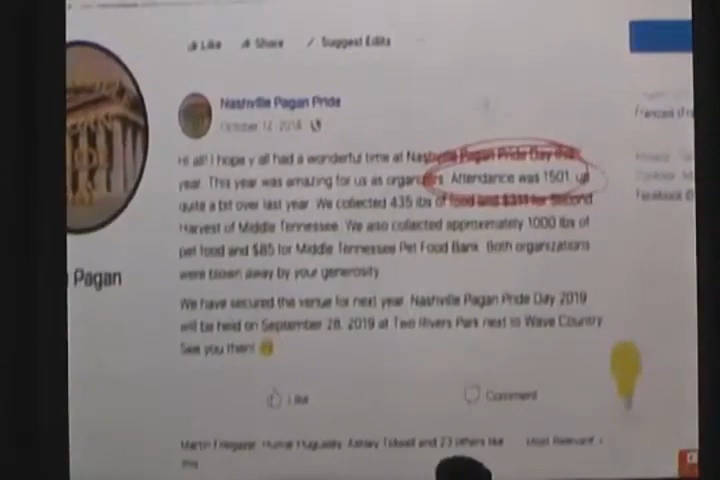 Like Share Suggest Edits
Nashville Pagan Pride
October 2018
Hi all! I hope y all had a wonderful time at Nashville Pagan Pride Day this
year. This year was amazing for us as organizers. Attendance was 1501 up
quite a bit over last year. We collected 435 lbs of food and $311 for Second
Harvest of Middle Tennessee. We also collected approximately 1000 lbs of
pet food and $85 for Middle Tennessee Pet Food Bank. Both organizations
were blown away by your generosity
Pagan
We have secured the venue for next year. Nashville Pagan Pride Day 2019
will be held on September 28, 2019 at Two Rivers Park next to Wave Country
See you then!
Like Comment
and 23 others like Most Relevant
this